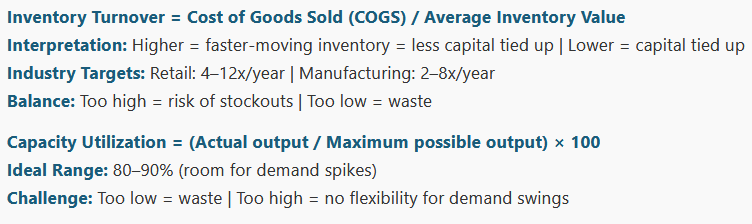 Inventory Turnover = Cost of Goods Sold (COGS) / Average Inventory Value
Interpretation: Higher = faster-moving inventory = less capital tied up | Lower = capital tied up
Industry Targets: Retail: 4–12x/year | Manufacturing: 2–8x/year
Balance: Too high = risk of stockouts | Too low = waste
Capacity Utilization = (Actual output / Maximum possible output) × 100
Ideal Range: 80–90% (room for demand spikes)
Challenge: Too low = waste | Too high = no flexibility for demand swings